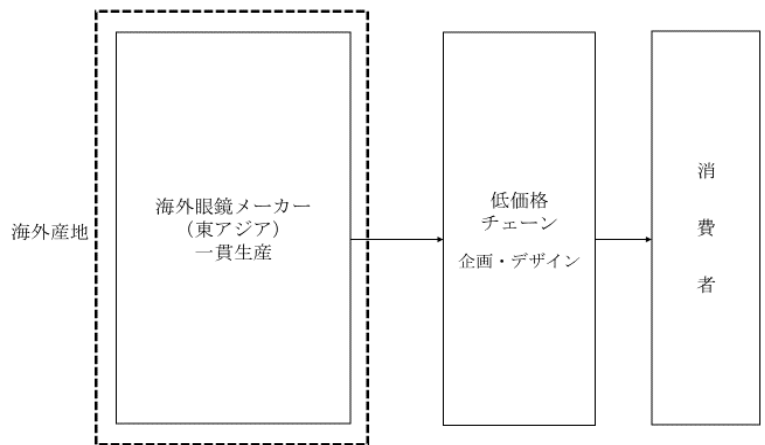 海外産地
海外眼鏡メーカー
（東アジア）
一貫生産
低価格
チェーン
企画・デザイン
消
費
者